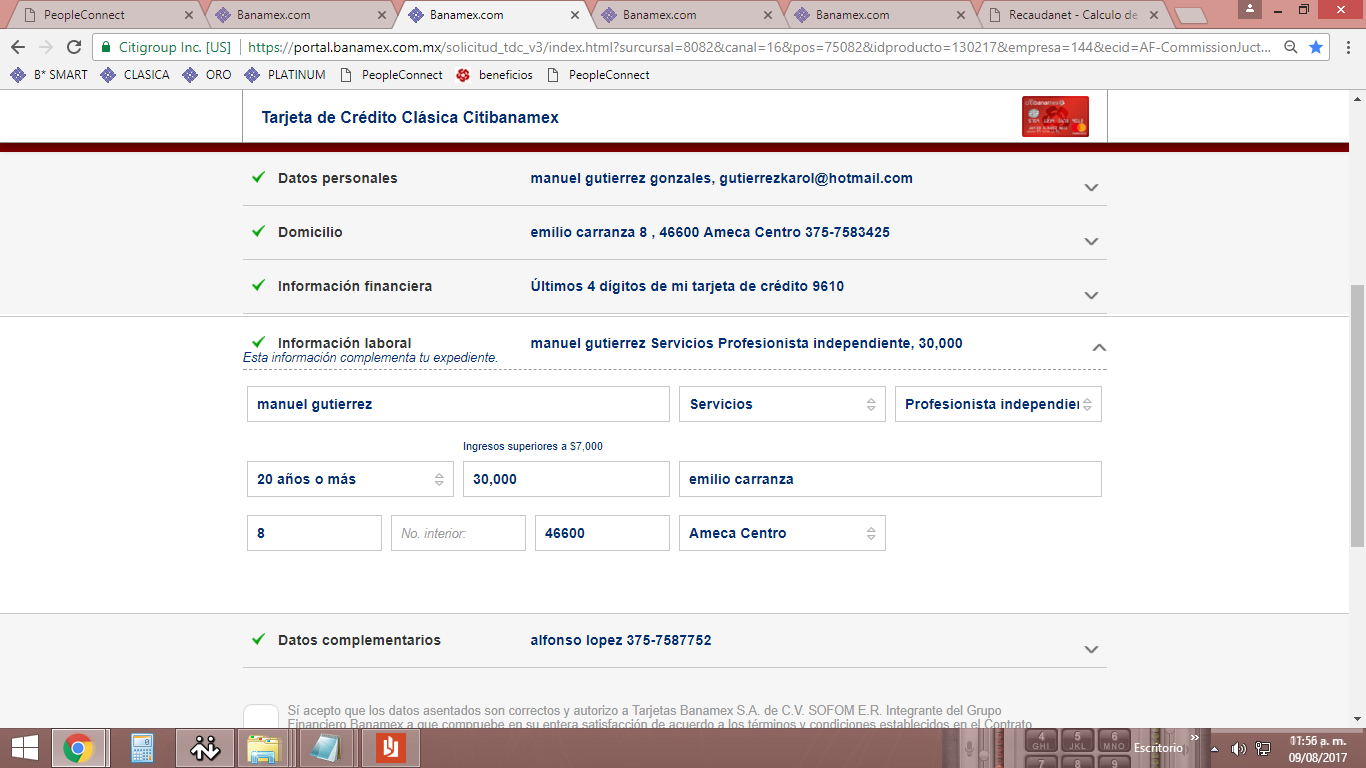 PeopleConnect
Banamex.com
Banamex.com
Banamex.com
Banamex.com
Recaudanet - Calculo de
Citigroup Inc. [US]
https://portal.banamex.com.mx/solicitud_tdc_v3/index.html?surcursal=8082&canal=16&pos=75082&idproducto=130217&empresa=144&ecid=AF-CommissionJuct...
B* SMART
CLASICA
ORO
PLATINUM
PeopleConnect
beneficios
PeopleConnect
Tarjeta de Crédito Clásica Citibanamex
citibanamex
Datos personales
manuel gutierrez gonzales, gutierrezkarol@hotmail.com
Domicilio
emilio carranza 8 , 46600 Ameca Centro 375-7583425
Información financiera
Últimos 4 dígitos de mi tarjeta de crédito 9610
Información laboral
manuel gutierrez Servicios Profesionista independiente, 30,000
Esta información complementa tu expediente.
manuel gutierrez
Servicios
Profesionista independier
Ingresos superiores a $7,000
20 años o más
30,000
emilio carranza
8
No. interior:
46600
Ameca Centro
Datos complementarios
alfonso lopez 375-7587752
Sí acepto que los datos asentados son correctos y autorizo a Tarjetas Banamex S.A. de C.V. SOFOM E.R. Integrante del Grupo
Financiero Banamex a que compruebe en su entera satisfacción de acuerdo a los términos y condiciones establecidos en el Contrato
4 GHI
5 JKL
6 MNO
7
8
9
Escritorio
11:56 a. m.
09/08/2017